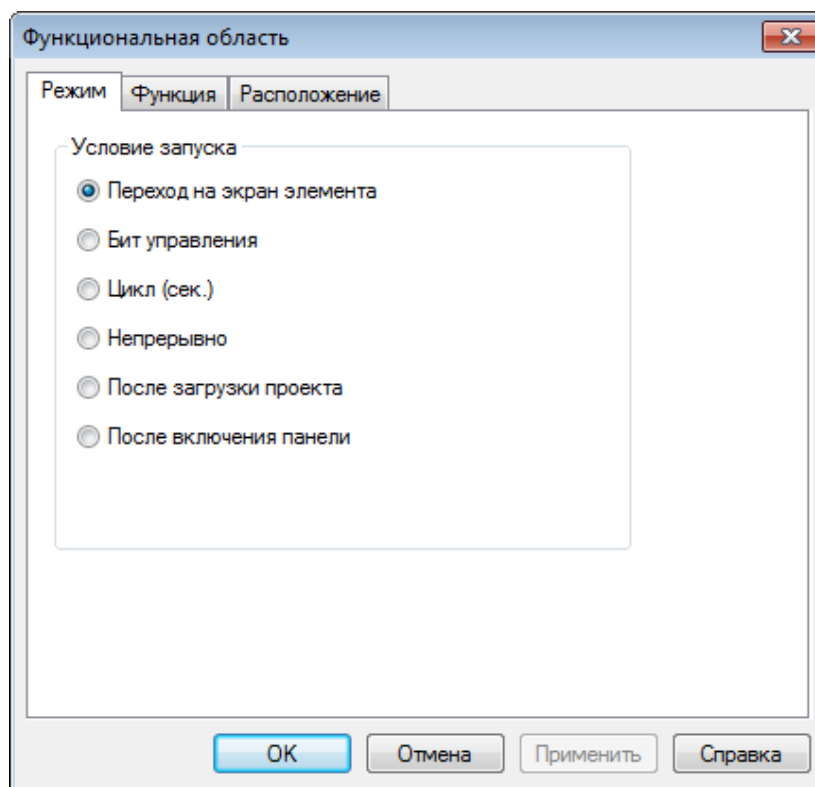 Функциональная область
Режим Функция Расположение
Условие запуска
Переход на экран элемента
Бит управления
Цикл (сек.)
Непрерывно
После загрузки проекта
После включения панели
OK Отмена Применить Справка